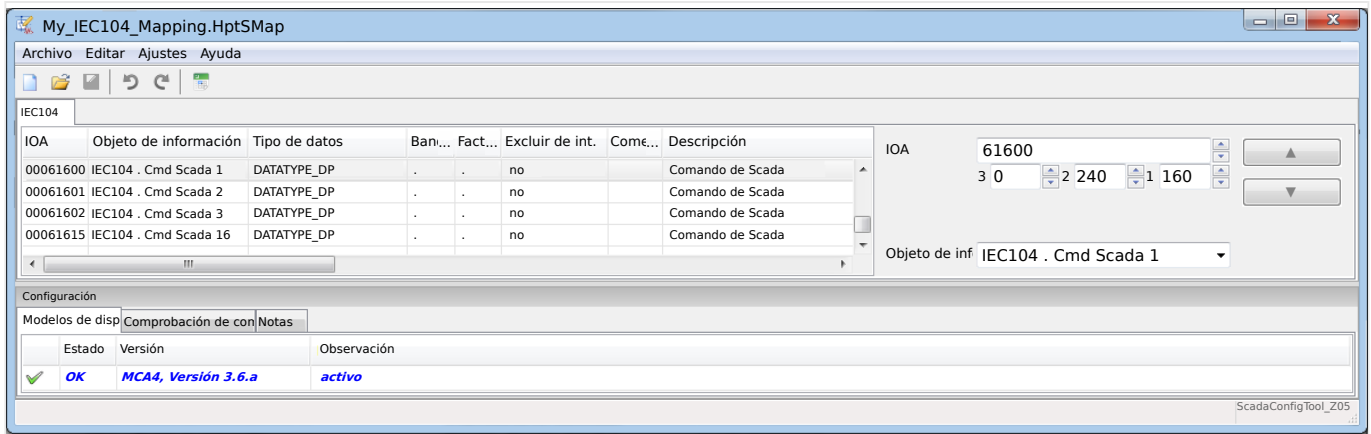 My_IEC104_Mapping.HptSMap
Archivo Editar Ajustes Ayuda
IEC104
IOA Objeto de información Tipo de datos Ban... Fact... Excluir de int. Come... Descripción
00061600 IEC104 . Cmd Scada 1 DATATYPE_DP . . no Comando de Scada
00061601 IEC104 . Cmd Scada 2 DATATYPE_DP . . no Comando de Scada
00061602 IEC104 . Cmd Scada 3 DATATYPE_DP . . no Comando de Scada
00061615 IEC104 . Cmd Scada 16 DATATYPE_DP . . no Comando de Scada
IOA 61600
3 0 2 240 1 160
Objeto de inf IEC104 . Cmd Scada 1
Configuración
Modelos de disp Comprobación de con Notas
Estado Versión Observación
OK MCA4, Versión 3.6.a activo
ScadaConfigTool_Z05